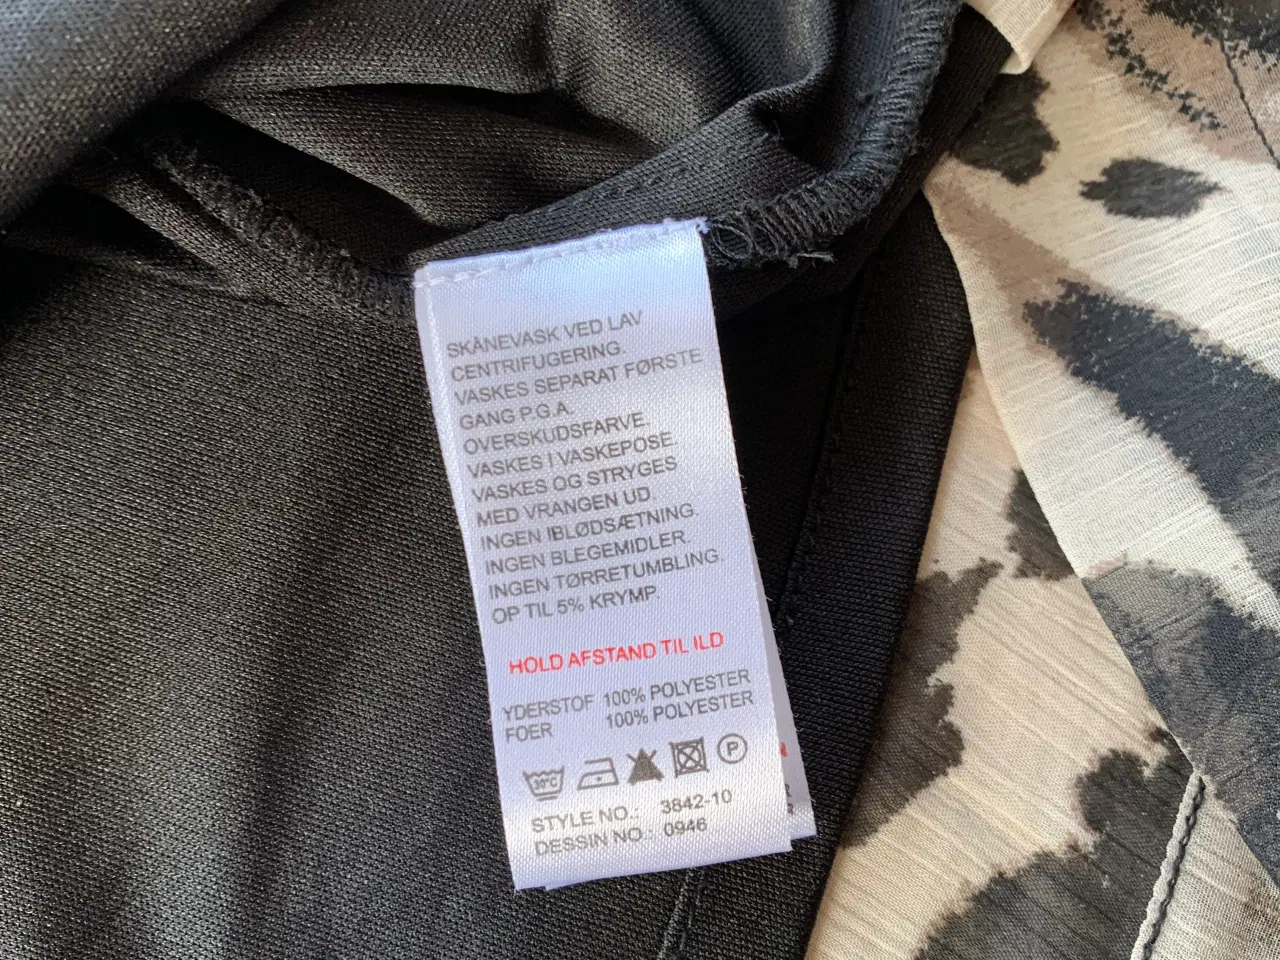 SKÅNEVASK VED LAV
CENTRIFUGERING.
VASKES SEPARAT FØRSTE
GANG P.G.A.
OVERSKUDSFARVE.
VASKES I VASKEPOSE.
VASKES OG STRYGES
MED VRANGEN UD.
INGEN IBLØDSÆTNING.
INGEN BLEGEMIDLER.
INGEN TØRRETUMBLING.
OP TIL 5% KRYMP.
HOLD AFSTAND TIL ILD
YDERSTOF 100% POLYESTER
FOER 100% POLYESTER
30°C P
STYLE NO.: 3842-10
DESSIN NO.: 0946